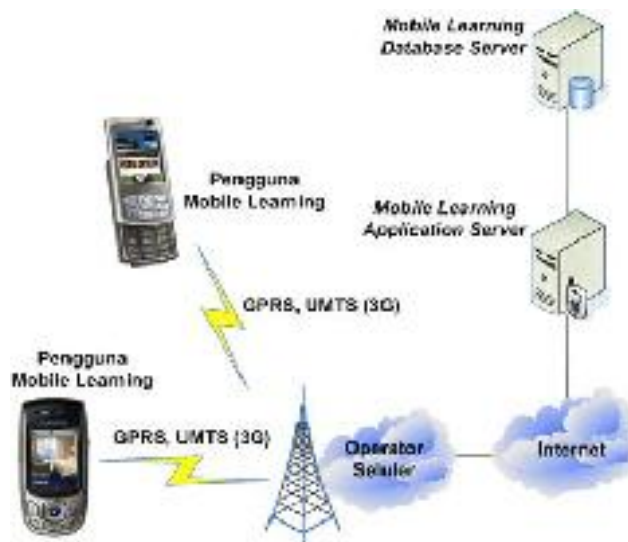 Mobile Learning
Database Server
Pengguna
Mobile Learning
Mobile Learning
Application Server
GPRS, UMTS (3G)
Pengguna
Mobile Learning
GPRS, UMTS (3G)
Operator
Seluler
Internet